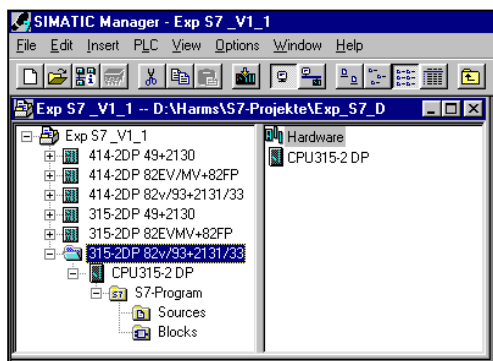 SIMATIC Manager - Exp S7 _V1_1
File Edit Insert PLC View Options Window Help
Exp S7 _V1_1 -- D:\Harms\S7-Projekte\Exp_S7_D
Exp S7 _V1_1
414-2DP 49+2130
414-2DP 82EV/MV+82FP
414-2DP 82v/93+2131/33
315-2DP 49+2130
315-2DP 82EVMV+82FP
315-2DP 82v/93+2131/33
CPU315-2 DP
S7 S7-Program
Sources
Blocks
Hardware
CPU315-2 DP